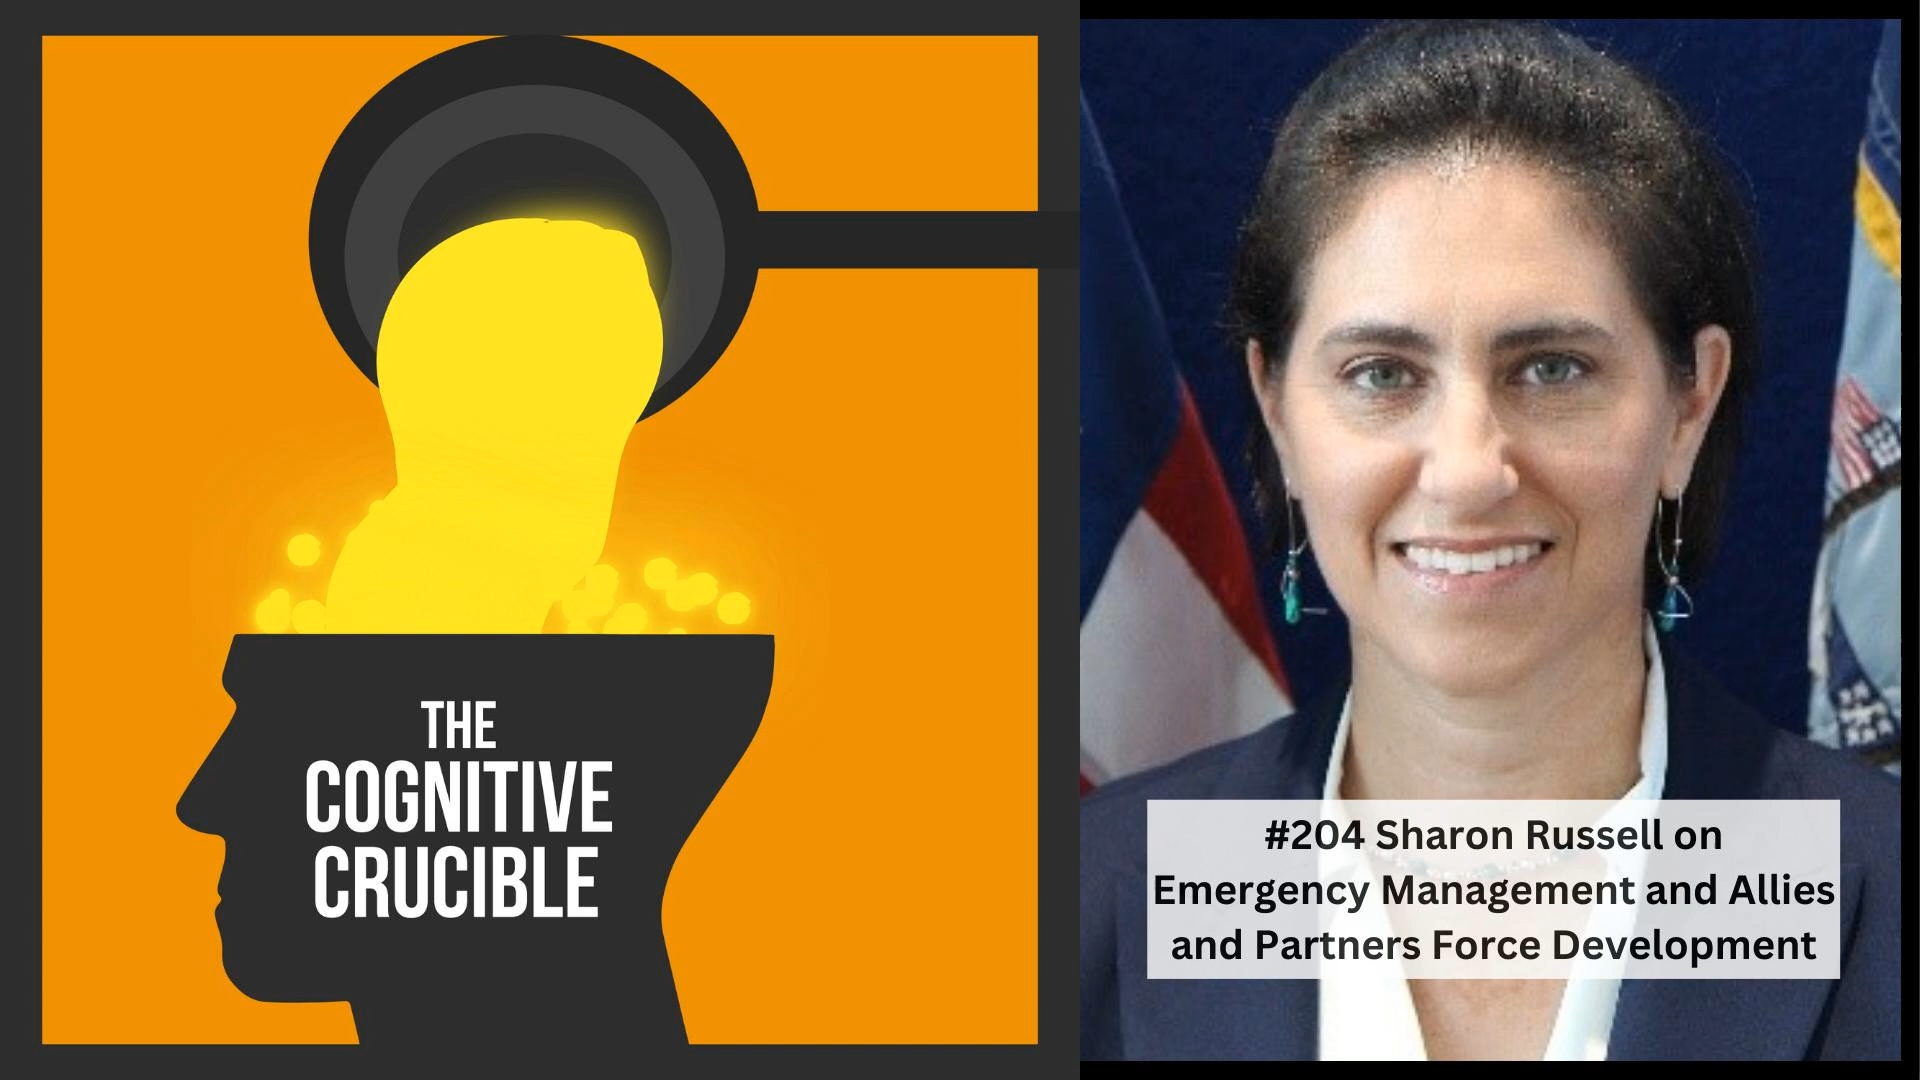 THE
COGNITIVE
CRUCIBLE
#204 Sharon Russell on
Emergency Management and Allies
and Partners Force Development